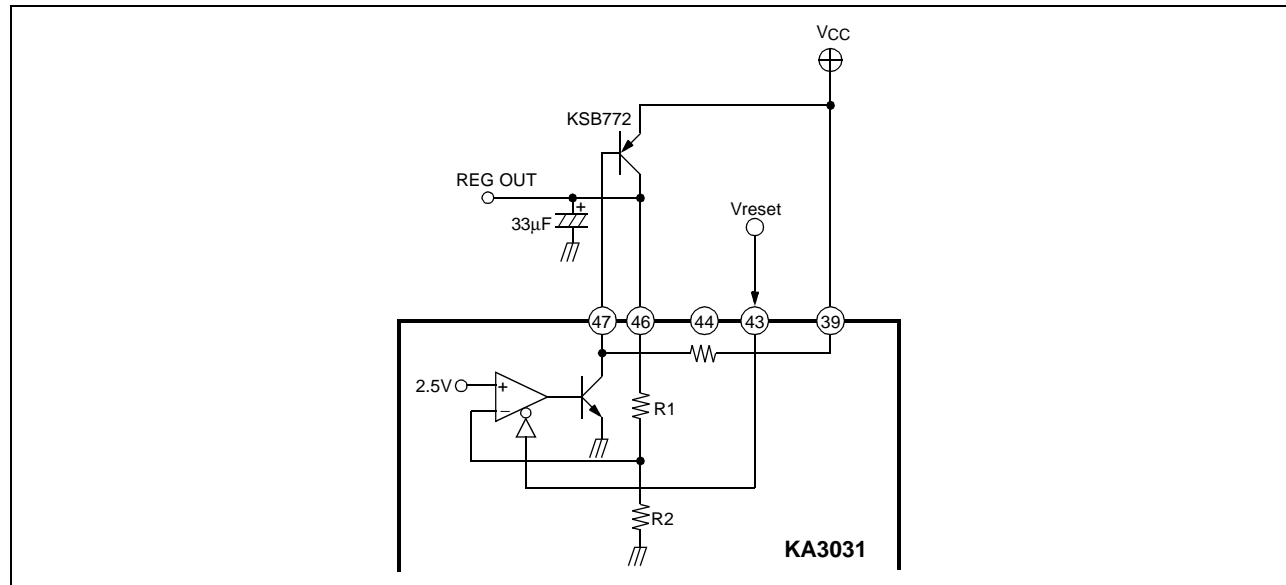 VCC
KSB772
REG OUT
+
33µF
Vreset
47
46
44
43
39
2.5V
+
−
R1
R2
KA3031